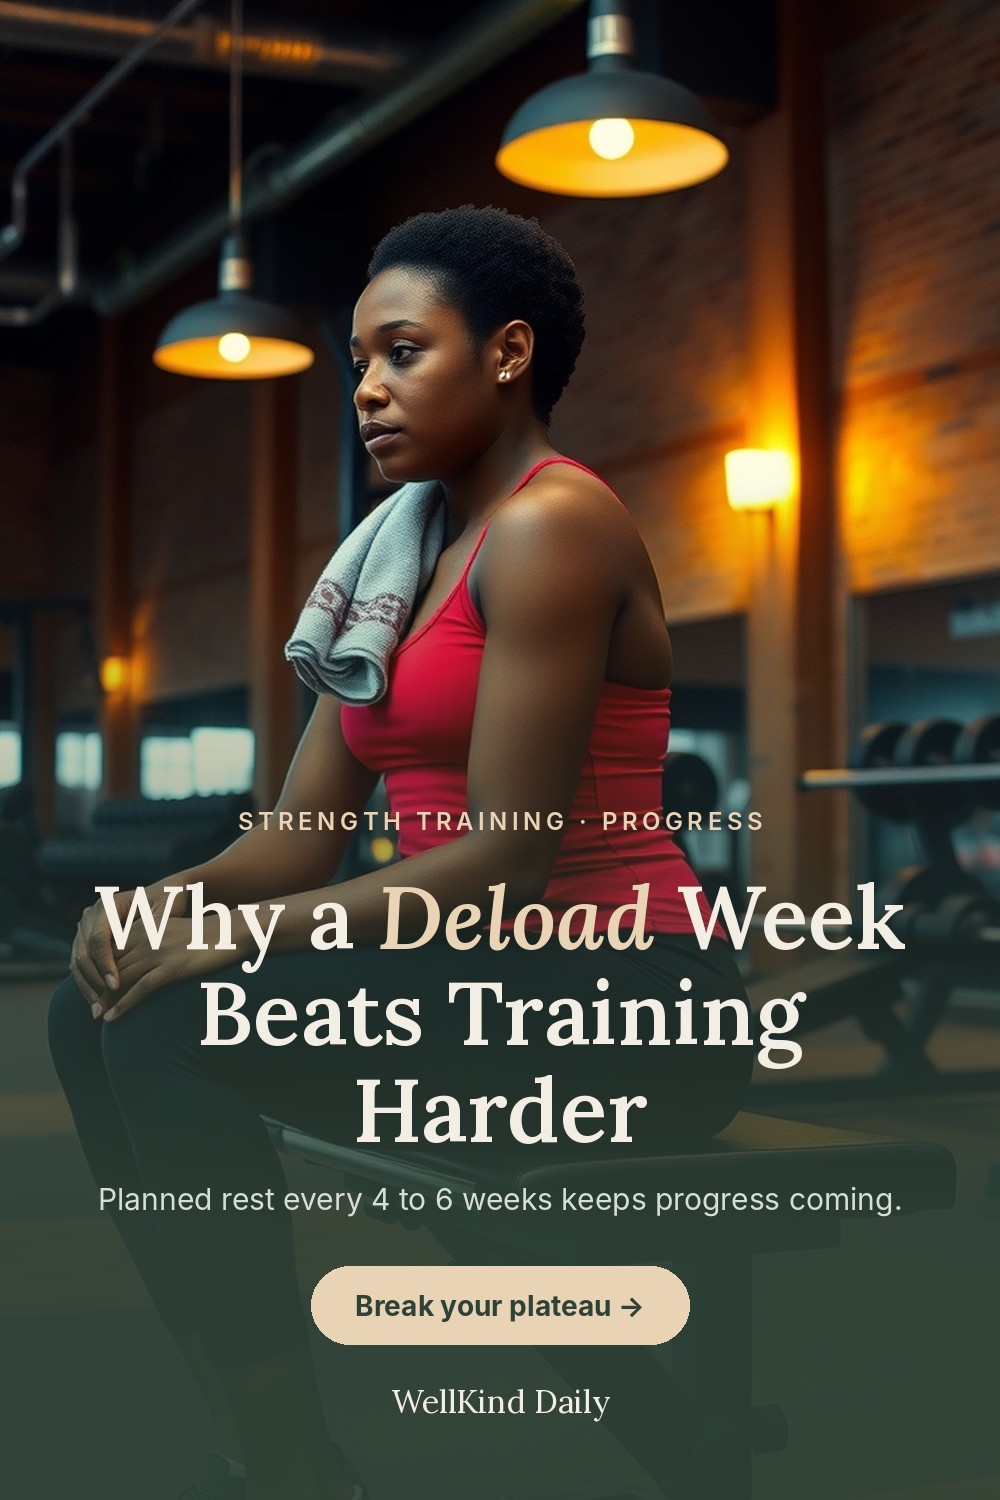 STRENGTH TRAINING · PROGRESS
Why a Deload Week
Beats Training
Harder
Planned rest every 4 to 6 weeks keeps progress coming.
Break your plateau →
WellKind Daily